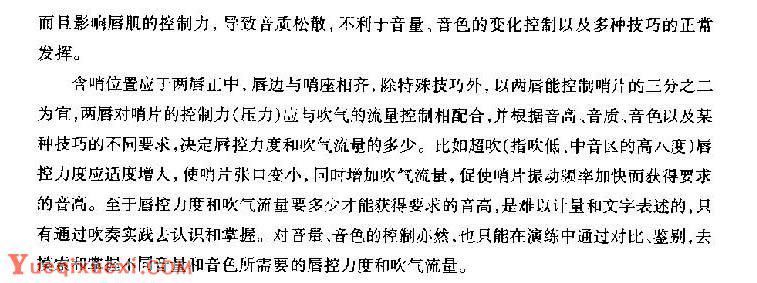 而且影响唇肌的控制力，导致音质松散，不利于音量、音色的变化控制以及多种技巧的正常
发挥。
含哨位置应于两唇正中，唇边与哨座相齐，除特殊技巧外，以两唇能控制哨片的三分之二
为宜，两唇对哨片的控制力(压力)应与吹气的流量控制相配合，并根据音高、音质、音色以及某
种技巧的不同要求，决定唇控力度和吹气流量的多少。比如超吹(指吹低、中音区的高八度)唇
控力度应适度增大，使哨片张口变小，同时增加吹气流量，促使哨片振动频率加快而获得要求
的音高。至于唇控力度和吹气流量要多少才能获得要求的音高，是难以计量和文字表述的，只
有通过吹奏实践去认识和掌握。对音量、音色的控制亦然，也只能在演练中通过对比、鉴别，去
摸索和掌握不同音量和音色所需要的唇控力度和吹气流量。
Yueqixuexi.com